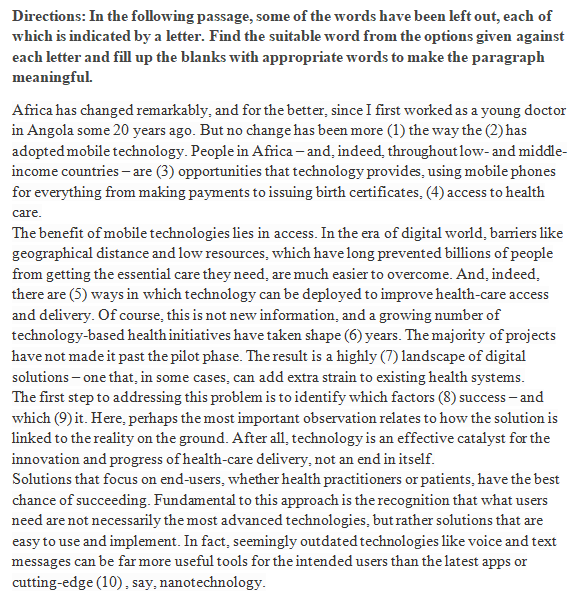 Directions: In the following passage, some of the words have been left out, each of
which is indicated by a letter. Find the suitable word from the options given against
each letter and fill up the blanks with appropriate words to make the paragraph
meaningful.
Africa has changed remarkably, and for the better, since I first worked as a young doctor
in Angola some 20 years ago. But no change has been more (1) the way the (2) has
adopted mobile technology. People in Africa – and, indeed, throughout low- and middle-
income countries – are (3) opportunities that technology provides, using mobile phones
for everything from making payments to issuing birth certificates, (4) access to health
care.
The benefit of mobile technologies lies in access. In the era of digital world, barriers like
geographical distance and low resources, which have long prevented billions of people
from getting the essential care they need, are much easier to overcome. And, indeed,
there are (5) ways in which technology can be deployed to improve health-care access
and delivery. Of course, this is not new information, and a growing number of
technology-based health initiatives have taken shape (6) years. The majority of projects
have not made it past the pilot phase. The result is a highly (7) landscape of digital
solutions – one that, in some cases, can add extra strain to existing health systems.
The first step to addressing this problem is to identify which factors (8) success – and
which (9) it. Here, perhaps the most important observation relates to how the solution is
linked to the reality on the ground. After all, technology is an effective catalyst for the
innovation and progress of health-care delivery, not an end in itself.
Solutions that focus on end-users, whether health practitioners or patients, have the best
chance of succeeding. Fundamental to this approach is the recognition that what users
need are not necessarily the most advanced technologies, but rather solutions that are
easy to use and implement. In fact, seemingly outdated technologies like voice and text
messages can be far more useful tools for the intended users than the latest apps or
cutting-edge (10) , say, nanotechnology.